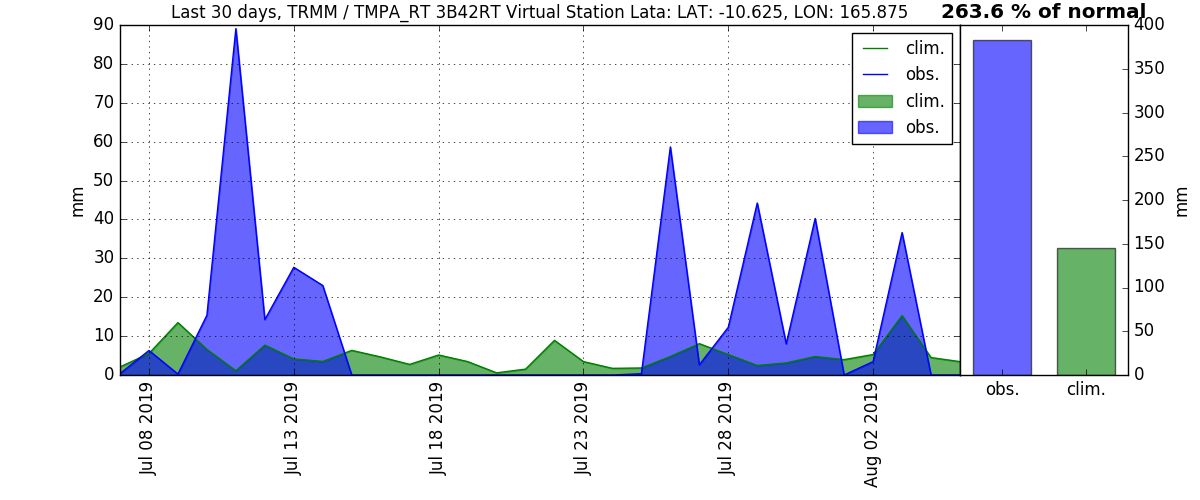 Last 30 days, TRMM / TMPA_RT 3B42RT Virtual Station Lata: LAT: -10.625, LON: 165.875
263.6 % of normal
90
80
70
60
50
40
30
20
10
0
mm
clim.
obs.
clim.
obs.
Jul 08 2019
Jul 13 2019
Jul 18 2019
Jul 23 2019
Jul 28 2019
Aug 02 2019
400
350
300
250
200
150
100
50
0
mm
obs.
clim.